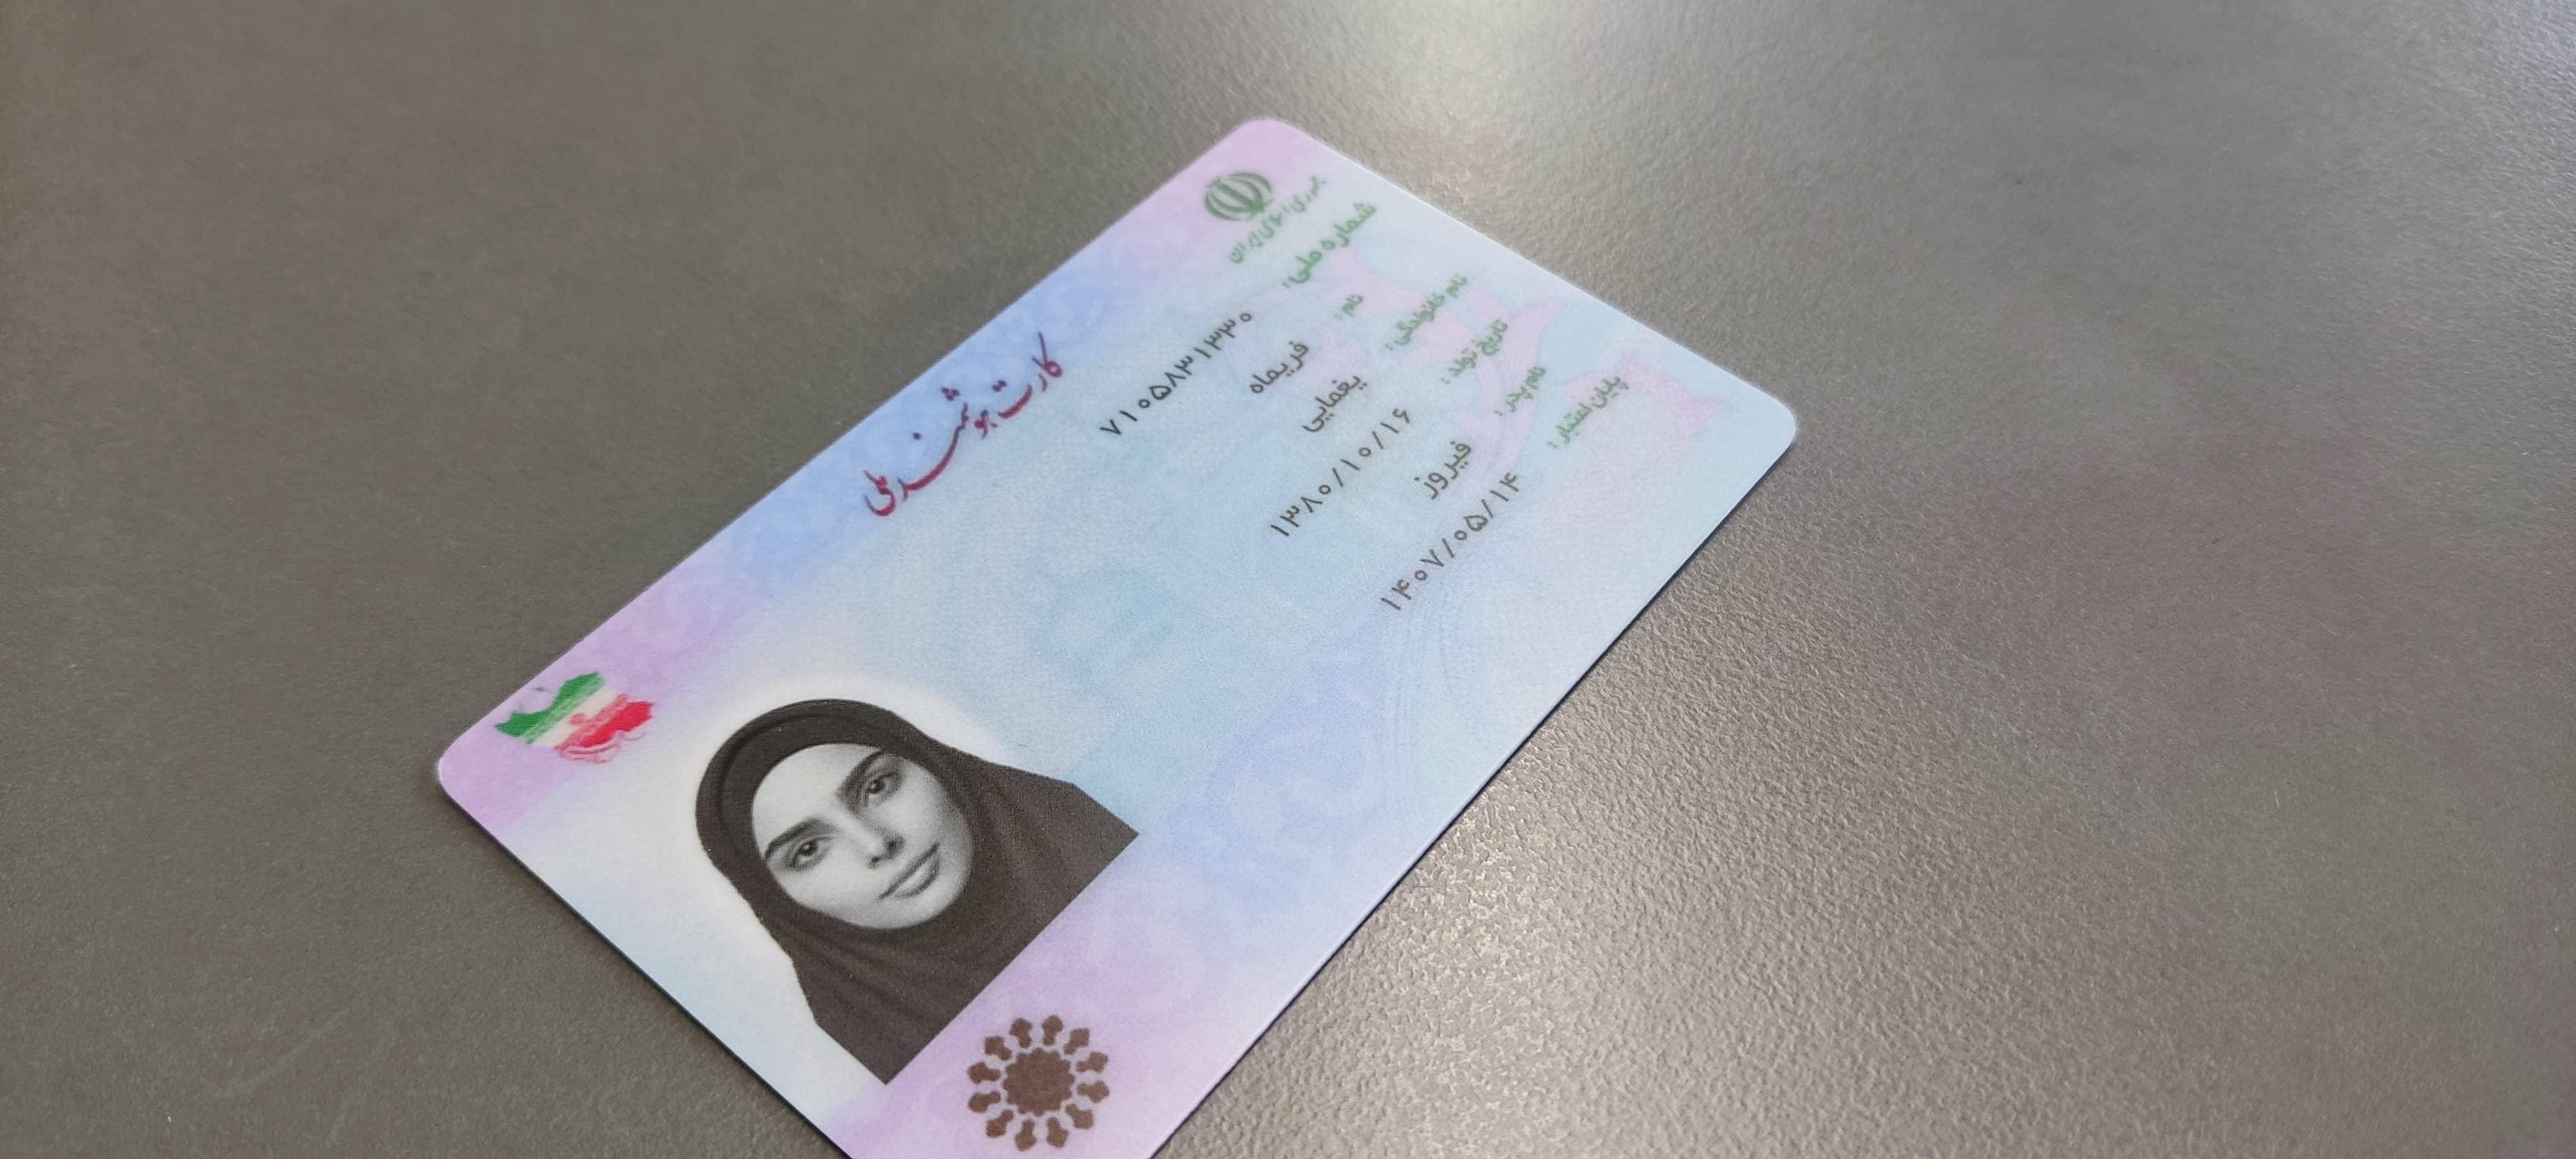 جمهوری اسلامی ایران
کارت هوشمند ملی
شماره ملی: ۷۱۰۵۸۳۱۳۳۰
نام: فریماه
نام خانوادگی: یغمایی
تاریخ تولد: ۱۳۸۰/۱۰/۱۶
نام پدر: فیروز
پایان اعتبار: ۱۴۰۷/۰۵/۱۴